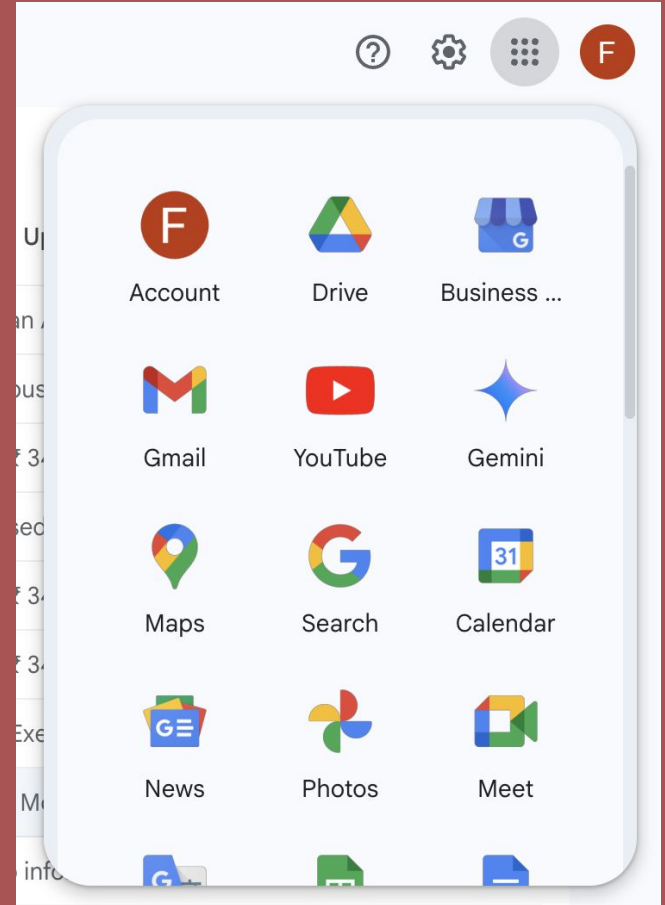 F
F
Account Drive Business ...
Gmail YouTube Gemini
31
Maps Search Calendar
News Photos Meet